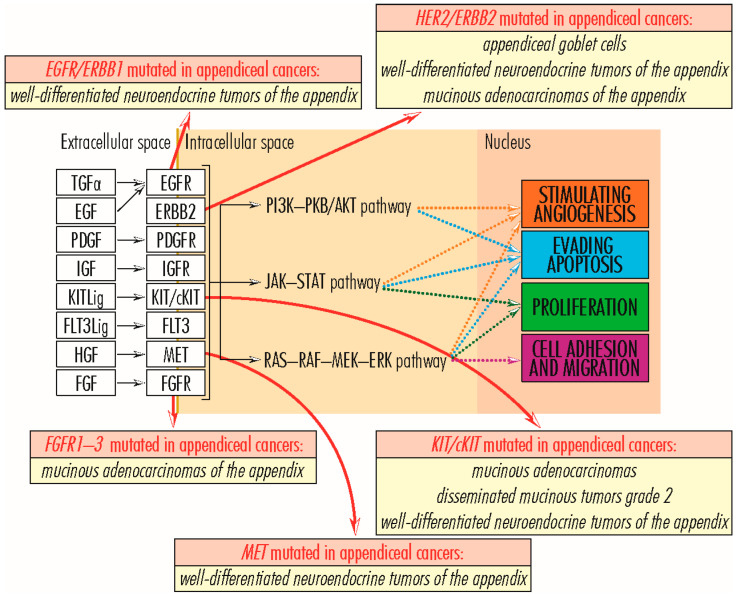 HER2/ERBB2 mutated in appendiceal cancers:
appendiceal goblet cells
well-differentiated neuroendocrine tumors of the appendix
mucinous adenocarcinomas of the appendix
EGFR/ERBB1 mutated in appendiceal cancers:
well-differentiated neuroendocrine tumors of the appendix
Extracellular space
Intracellular space
Nucleus
TGFα
EGFR
EGF
ERBB2
PDGF
PDGFR
IGF
IGFR
KITLig
KIT/cKIT
FLT3Lig
FLT3
HGF
MET
FGF
FGFR
PI3K–PKB/AKT pathway
JAK–STAT pathway
RAS–RAF–MEK–ERK pathway
STIMULATING
ANGIOGENESIS
EVADING
APOPTOSIS
PROLIFERATION
CELL ADHESION
AND MIGRATION
FGFR1–3 mutated in appendiceal cancers:
mucinous adenocarcinomas of the appendix
KIT/cKIT mutated in appendiceal cancers:
mucinous adenocarcinomas
disseminated mucinous tumors grade 2
well-differentiated neuroendocrine tumors of the appendix
MET mutated in appendiceal cancers:
well-differentiated neuroendocrine tumors of the appendix